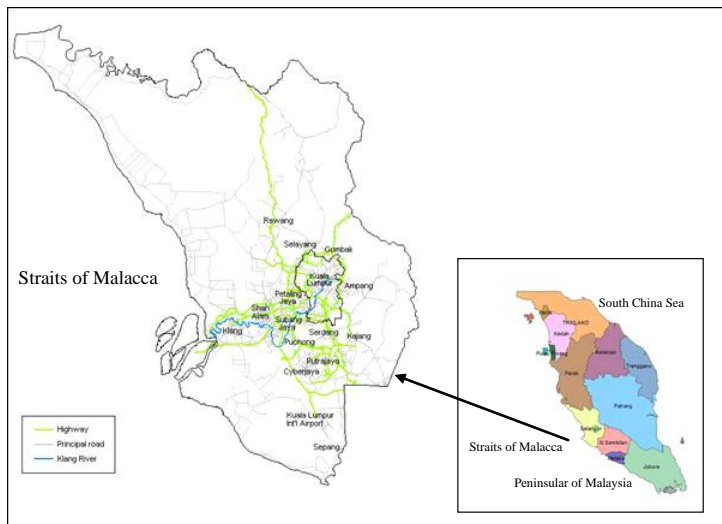 Rawang
Selayang
Gombak
Kuala
Lumpur
Ampang
Straits of Malacca
Petaling
Jaya
Shah
Alam
Subang
Jaya
Klang
Serdang
Kajang
Puchong
Putrajaya
Cyberjaya
Kuala Lumpur
Int'l Airport
Sepang
Highway
Principal road
Klang River
South China Sea
THAILAND
Kedah
Perak
Kelantan
Trengganu
Pahang
Selangor
N.Sembilan
Johore
Straits of Malacca
Peninsular of Malaysia